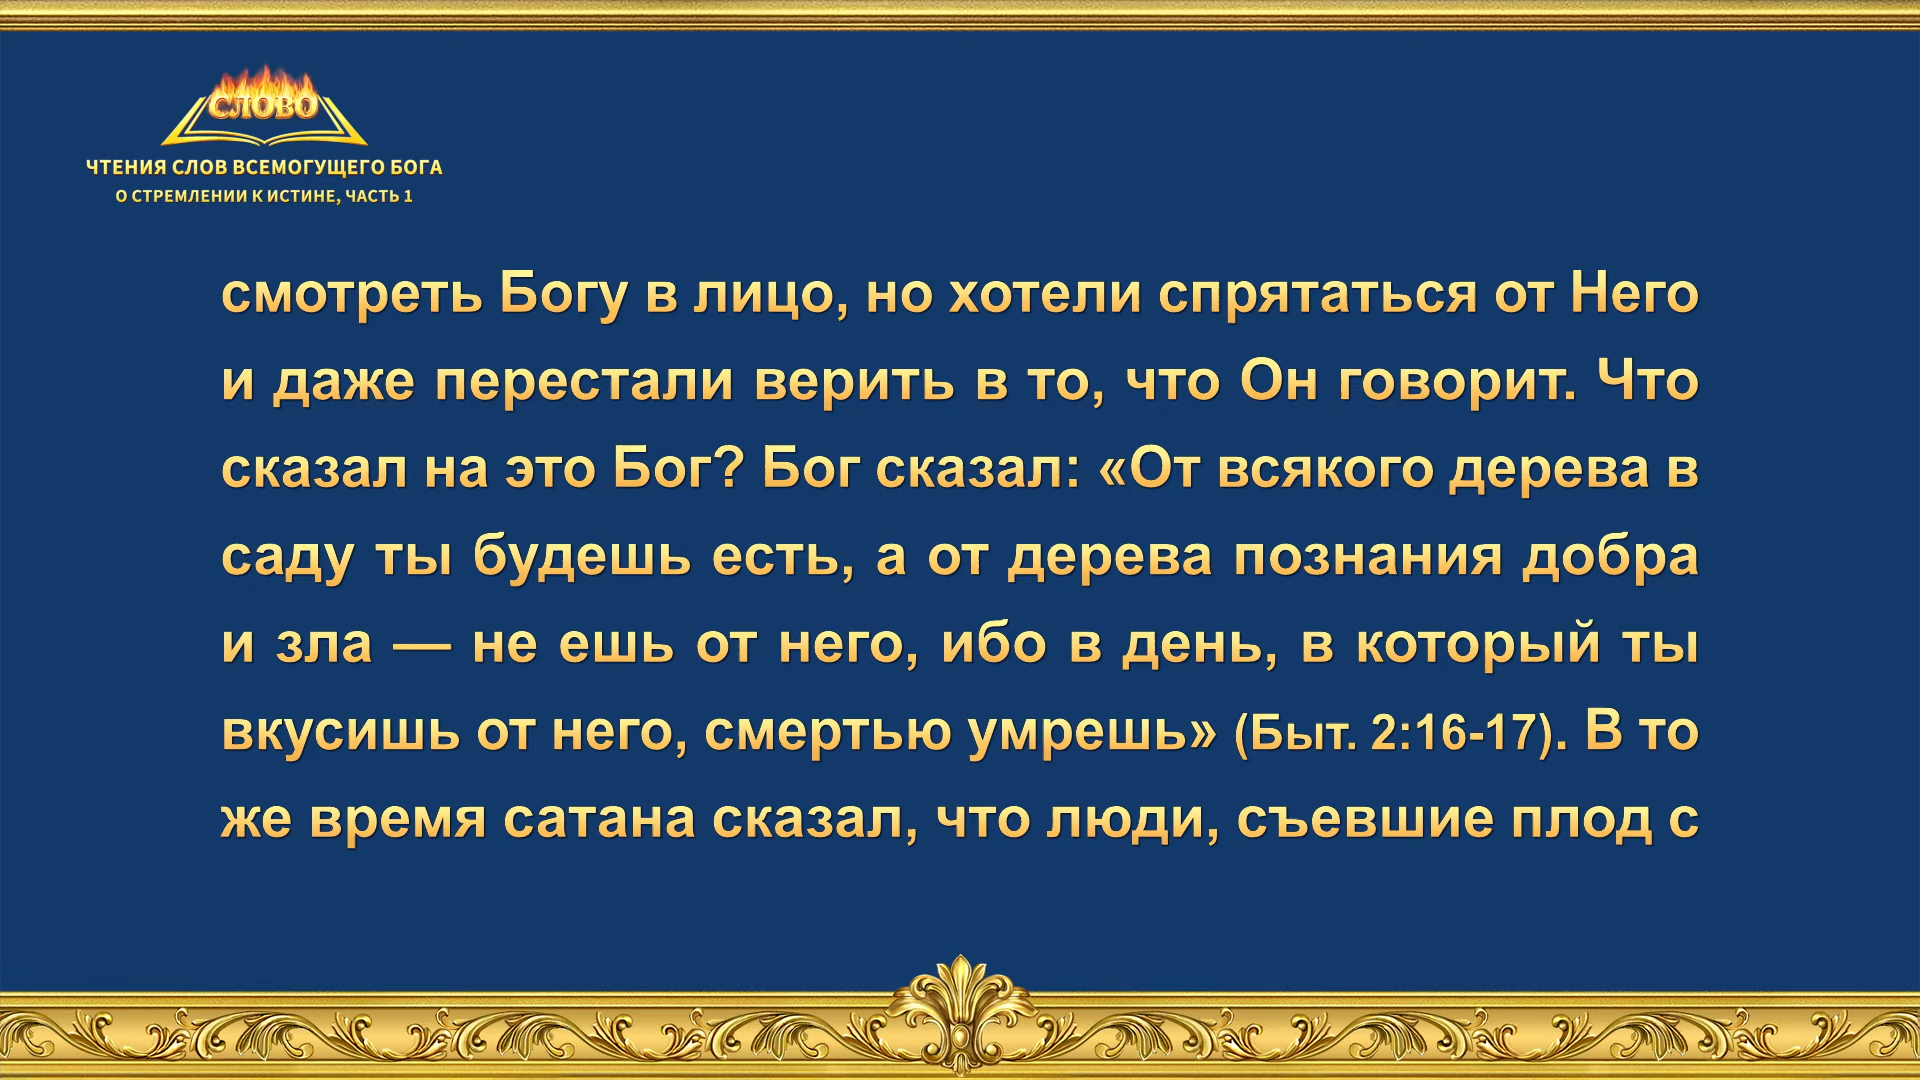 СЛОВО
ЧТЕНИЯ СЛОВ ВСЕМОГУЩЕГО БОГА
О СТРЕМЛЕНИИ К ИСТИНЕ, ЧАСТЬ 1
смотреть Богу в лицо, но хотели спрятаться от Него
и даже перестали верить в то, что Он говорит. Что
сказал на это Бог? Бог сказал: «От всякого дерева в
саду ты будешь есть, а от дерева познания добра
и зла — не ешь от него, ибо в день, в который ты
вкусишь от него, смертью умрешь» (Быт. 2:16-17). В то
же время сатана сказал, что люди, съевшие плод с